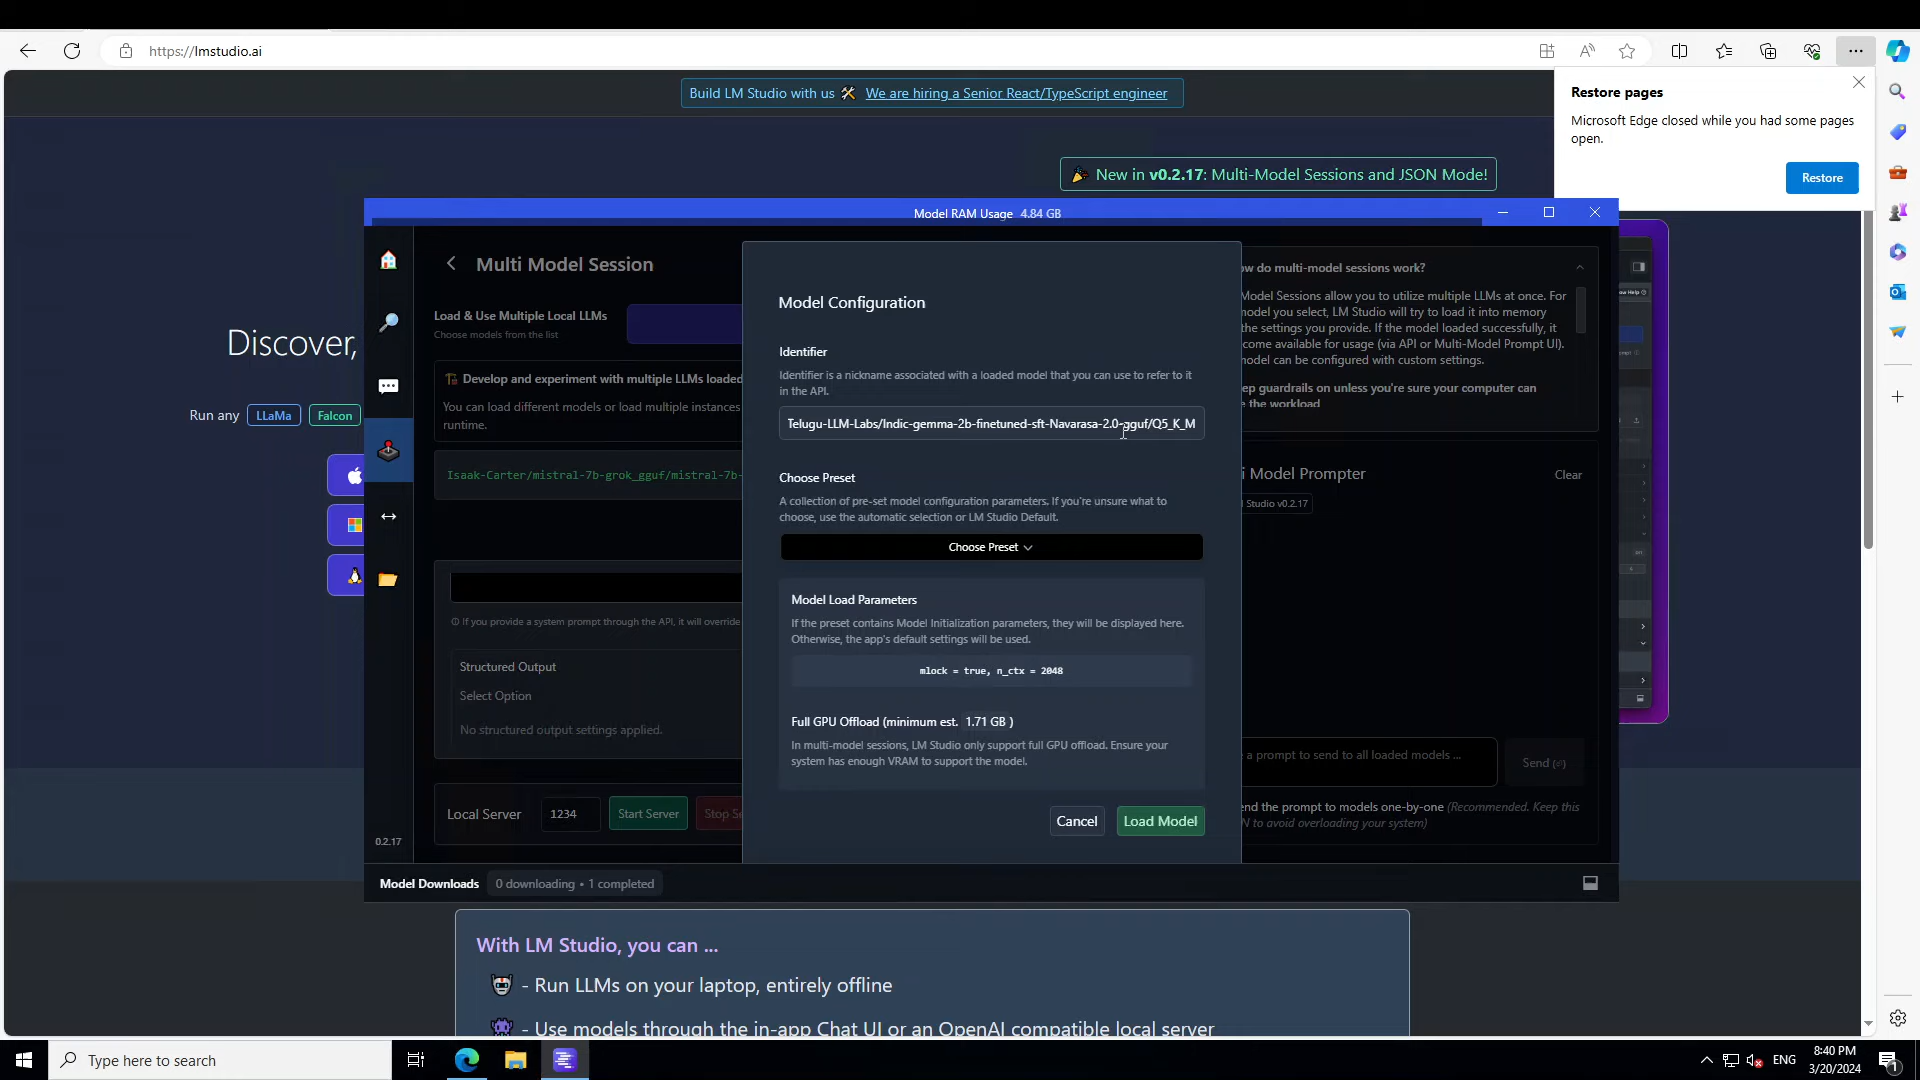 https://lmstudio.ai
Build LM Studio with us 🛠 We are hiring a Senior React/TypeScript engineer
Restore pages
Microsoft Edge closed while you had some pages
open.
Restore
New in v0.2.17: Multi-Model Sessions and JSON Mode!
Discover,
Run any LLaMa Falcon
Model RAM Usage 4.84 GB
Multi Model Session
Load & Use Multiple Local LLMs
Choose models from the list
Develop and experiment with multiple LLMs loaded
You can load different models or load multiple instances
runtime.
Isaak-Carter/mistral-7b-grok_gguf/mistral-7b-
If you provide a system prompt through the API, it will override
Structured Output
Select Option
No structured output settings applied.
Local Server 1234 Start Server Stop Se
0.2.17
Model Configuration
Identifier
Identifier is a nickname associated with a loaded model that you can use to refer to it
in the API.
Telugu-LLM-Labs/Indic-gemma-2b-finetuned-sft-Navarasa-2.0-gguf/Q5_K_M
Choose Preset
A collection of pre-set model configuration parameters. If you're unsure what to
choose, use the automatic selection or LM Studio Default.
Choose Preset
Model Load Parameters
If the preset contains Model Initialization parameters, they will be displayed here.
Otherwise, the app's default settings will be used.
mlock = true, n_ctx = 2048
Full GPU Offload (minimum est. 1.71 GB )
In multi-model sessions, LM Studio only support full GPU offload. Ensure your
system has enough VRAM to support the model.
Cancel Load Model
ow do multi-model sessions work?
Model Sessions allow you to utilize multiple LLMs at once. For
model you select, LM Studio will try to load it into memory
the settings you provide. If the model loaded successfully, it
come available for usage (via API or Multi-Model Prompt UI).
model can be configured with custom settings.
ep guardrails on unless you're sure your computer can
e the workload
i Model Prompter Clear
Studio v0.2.17
a prompt to send to all loaded models ...
Send (⏎)
end the prompt to models one-by-one (Recommended. Keep this
N to avoid overloading your system)
Model Downloads 0 downloading • 1 completed
With LM Studio, you can ...
- Run LLMs on your laptop, entirely offline
- Use models through the in-app Chat UI or an OpenAI compatible local server
Type here to search
ENG
8:40 PM
3/20/2024
1